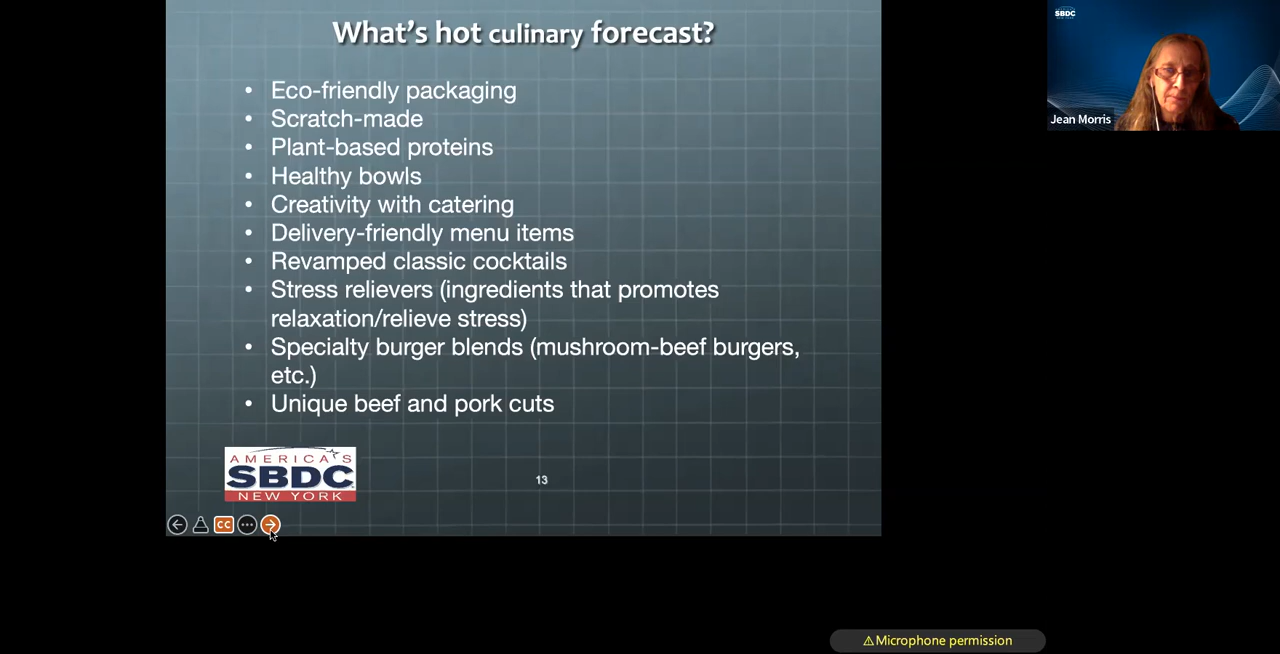 What's hot culinary forecast?
• Eco-friendly packaging
• Scratch-made
• Plant-based proteins
• Healthy bowls
• Creativity with catering
• Delivery-friendly menu items
• Revamped classic cocktails
• Stress relievers (ingredients that promotes
relaxation/relieve stress)
• Specialty burger blends (mushroom-beef burgers,
etc.)
• Unique beef and pork cuts
AMERICA'S
SBDC
NEW YORK
13
CC
SBDC
NEW YORK
Jean Morris
⚠Microphone permission